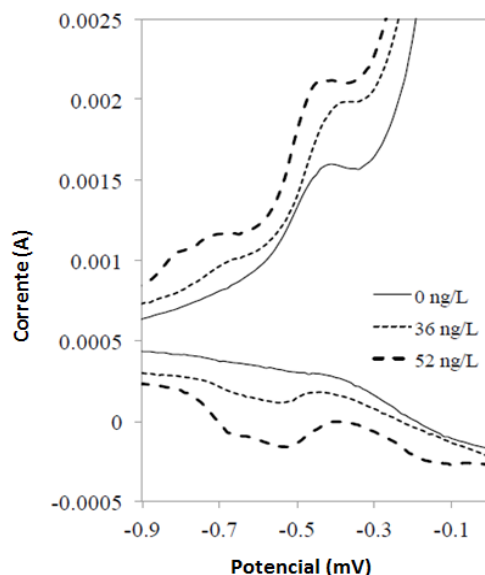 0.0025
0.002
0.0015
0.001
0.0005
0
-0.0005
Corrente (A)
0 ng/L
36 ng/L
52 ng/L
-0.9
-0.7
-0.5
-0.3
-0.1
Potencial (mV)